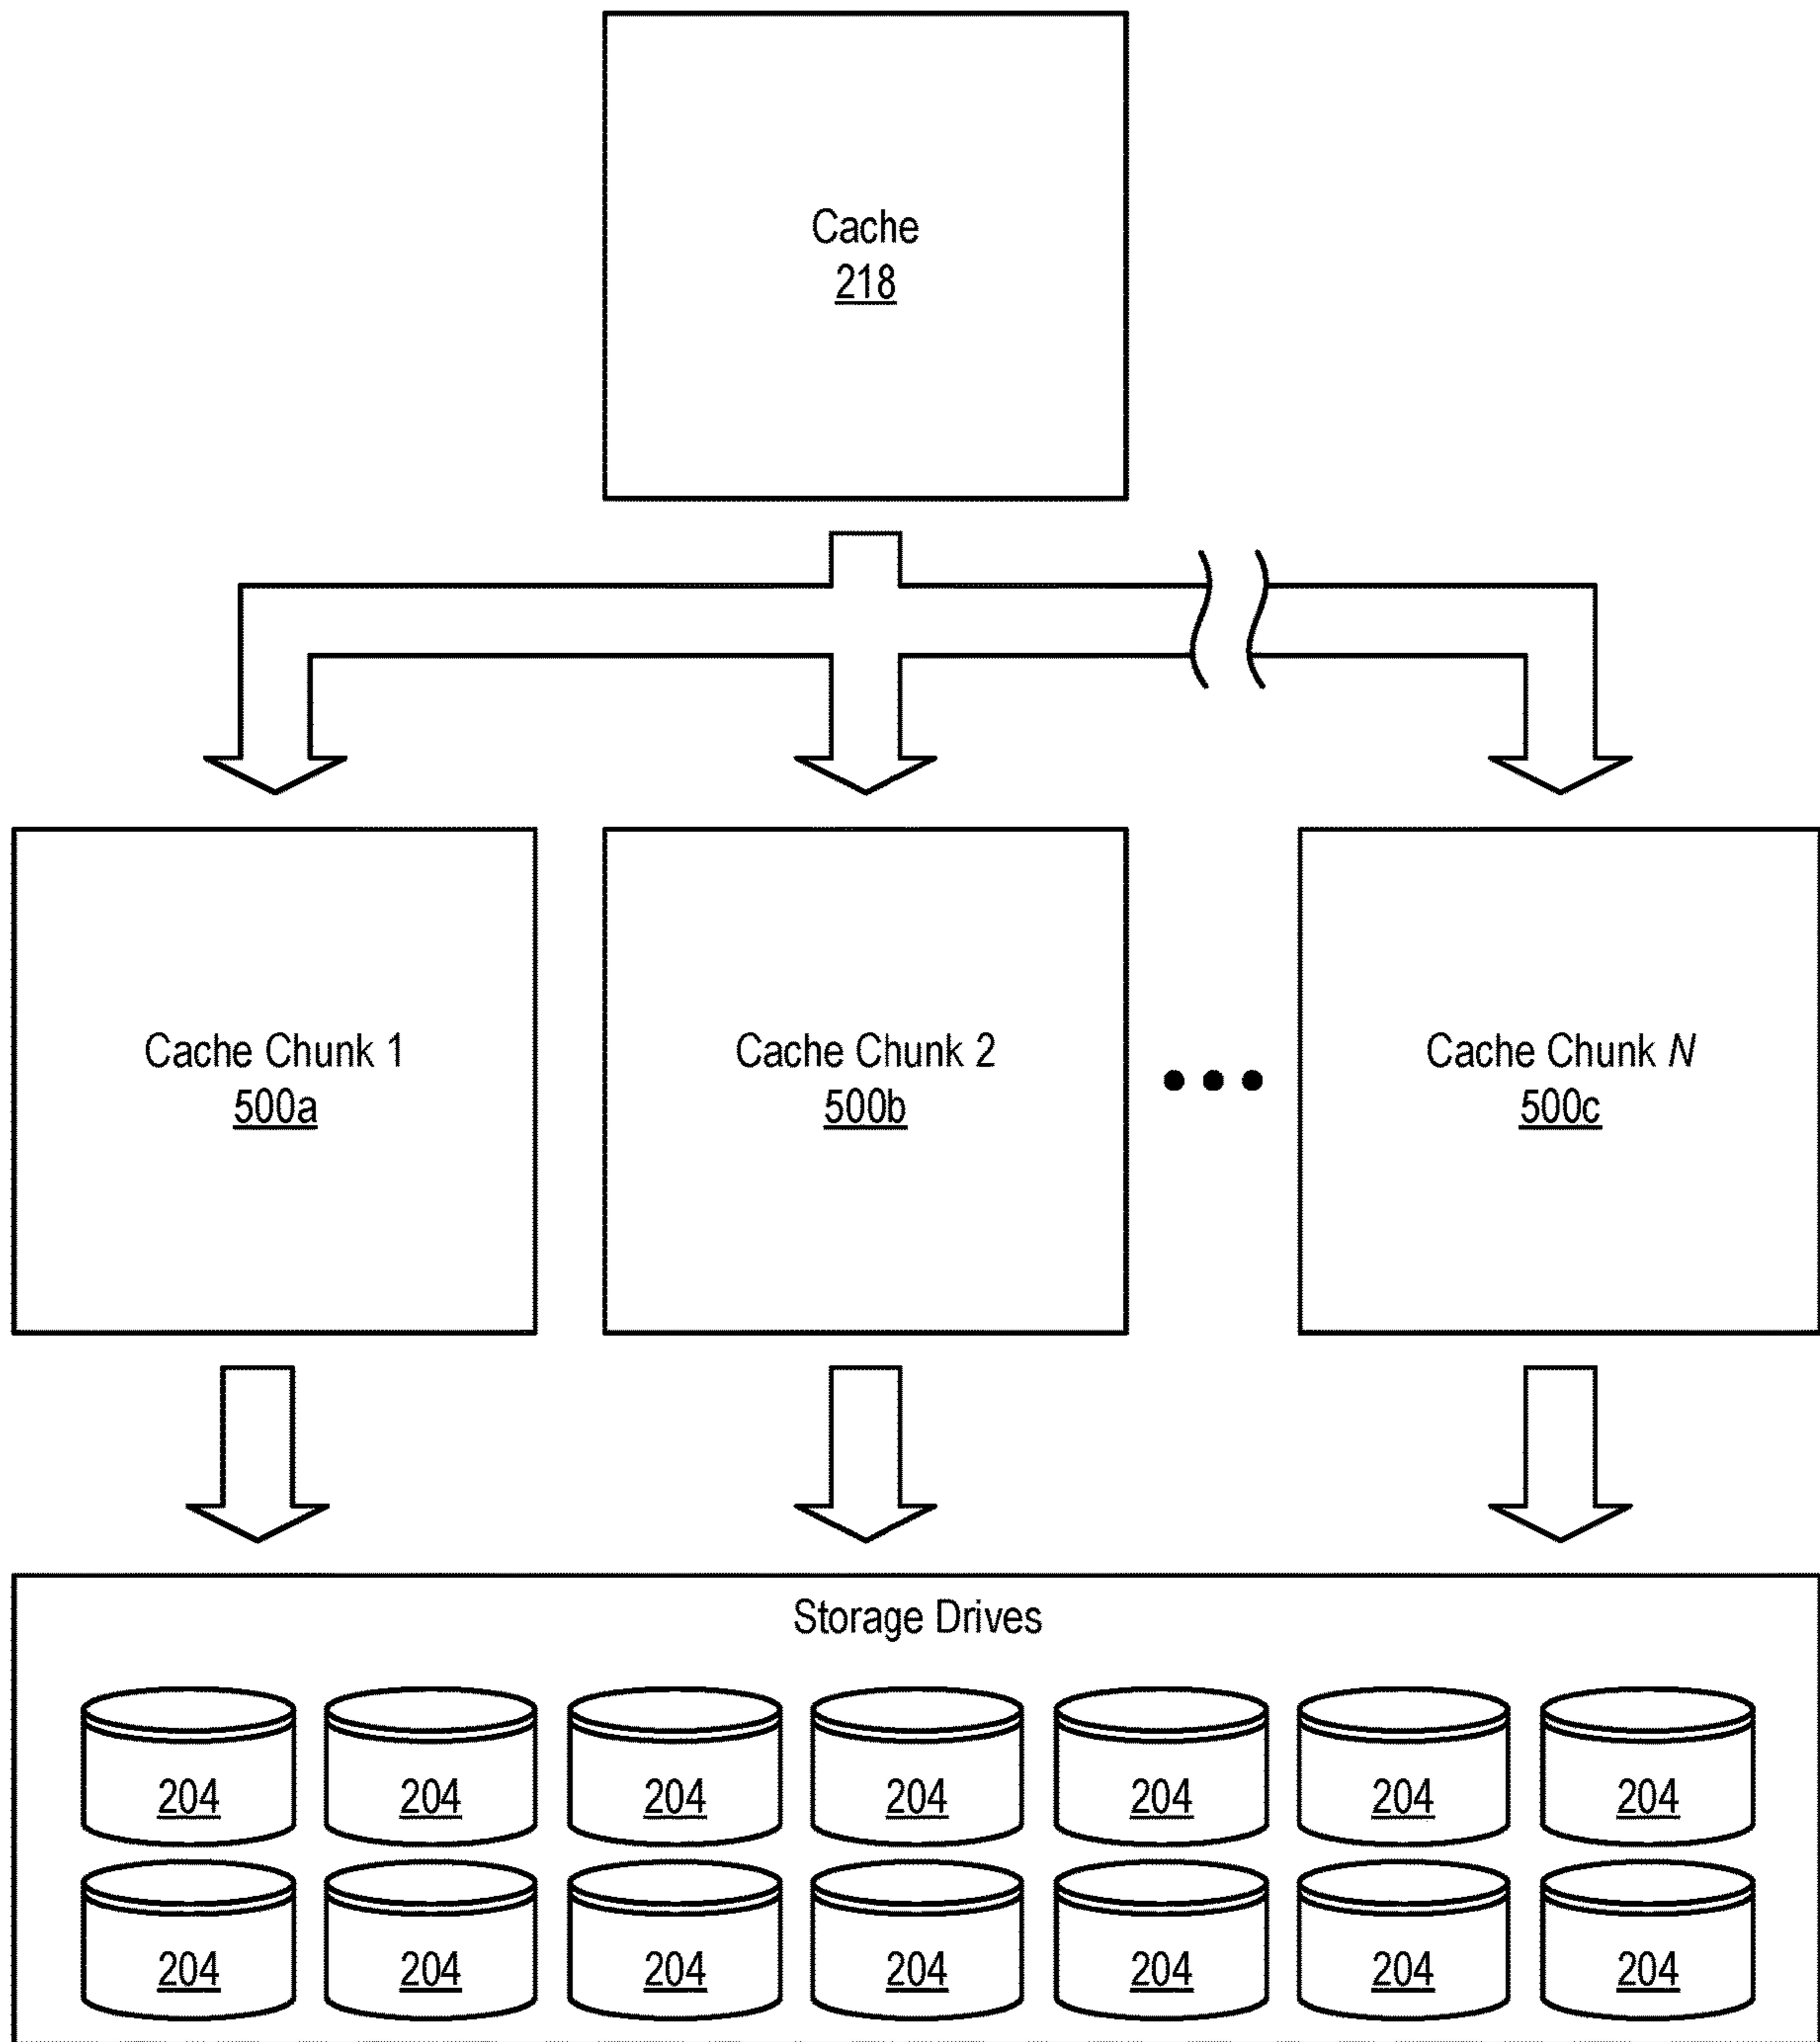 Cache
218
Cache Chunk 1
500a
Cache Chunk 2
500b
Cache Chunk N
500c
Storage Drives
204 204 204 204 204 204 204
204 204 204 204 204 204 204